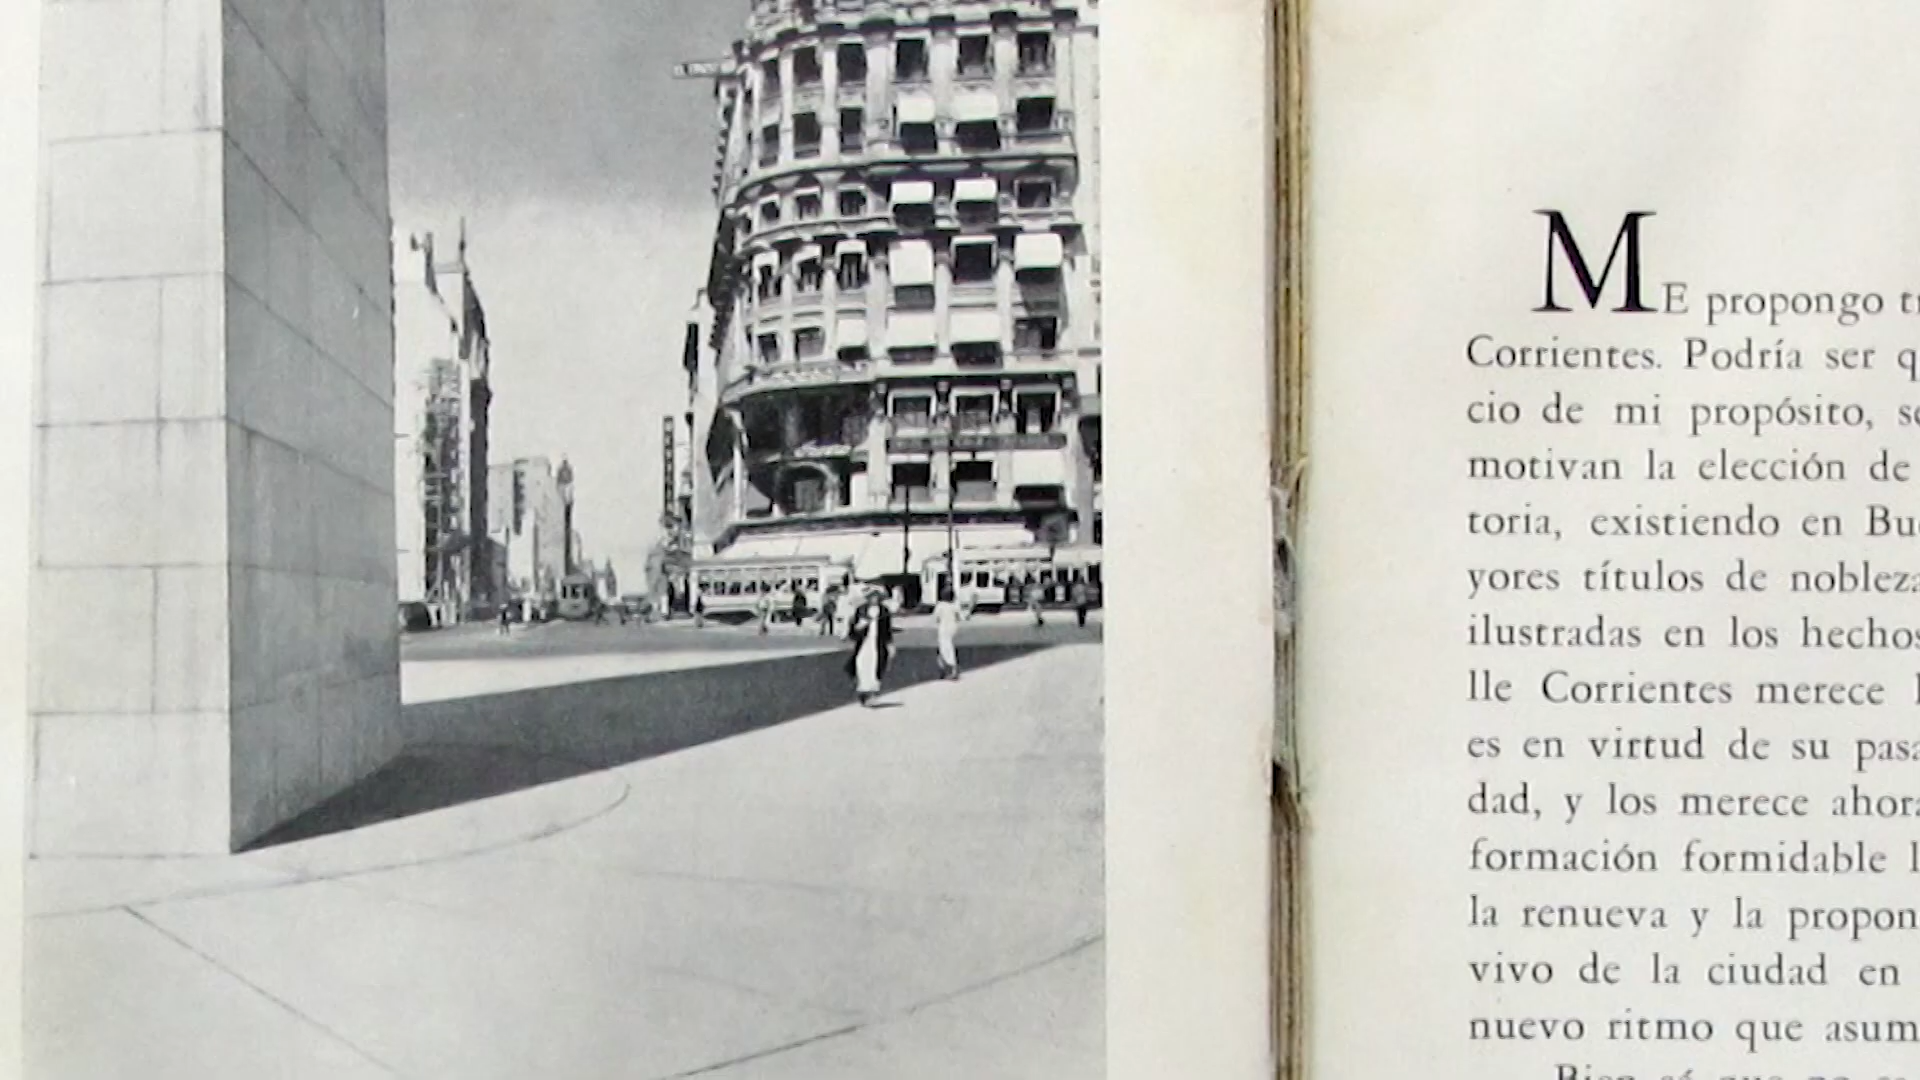 ME propongo
Corrientes. Podría ser
cio de mi propósito,
motivan la elección de
toria, existiendo en
yores títulos de
ilustradas en los hechos
lle Corrientes merece
es en virtud de su
dad, y los merece
formación formidable
la renueva y la
vivo de la ciudad en
nuevo ritmo que